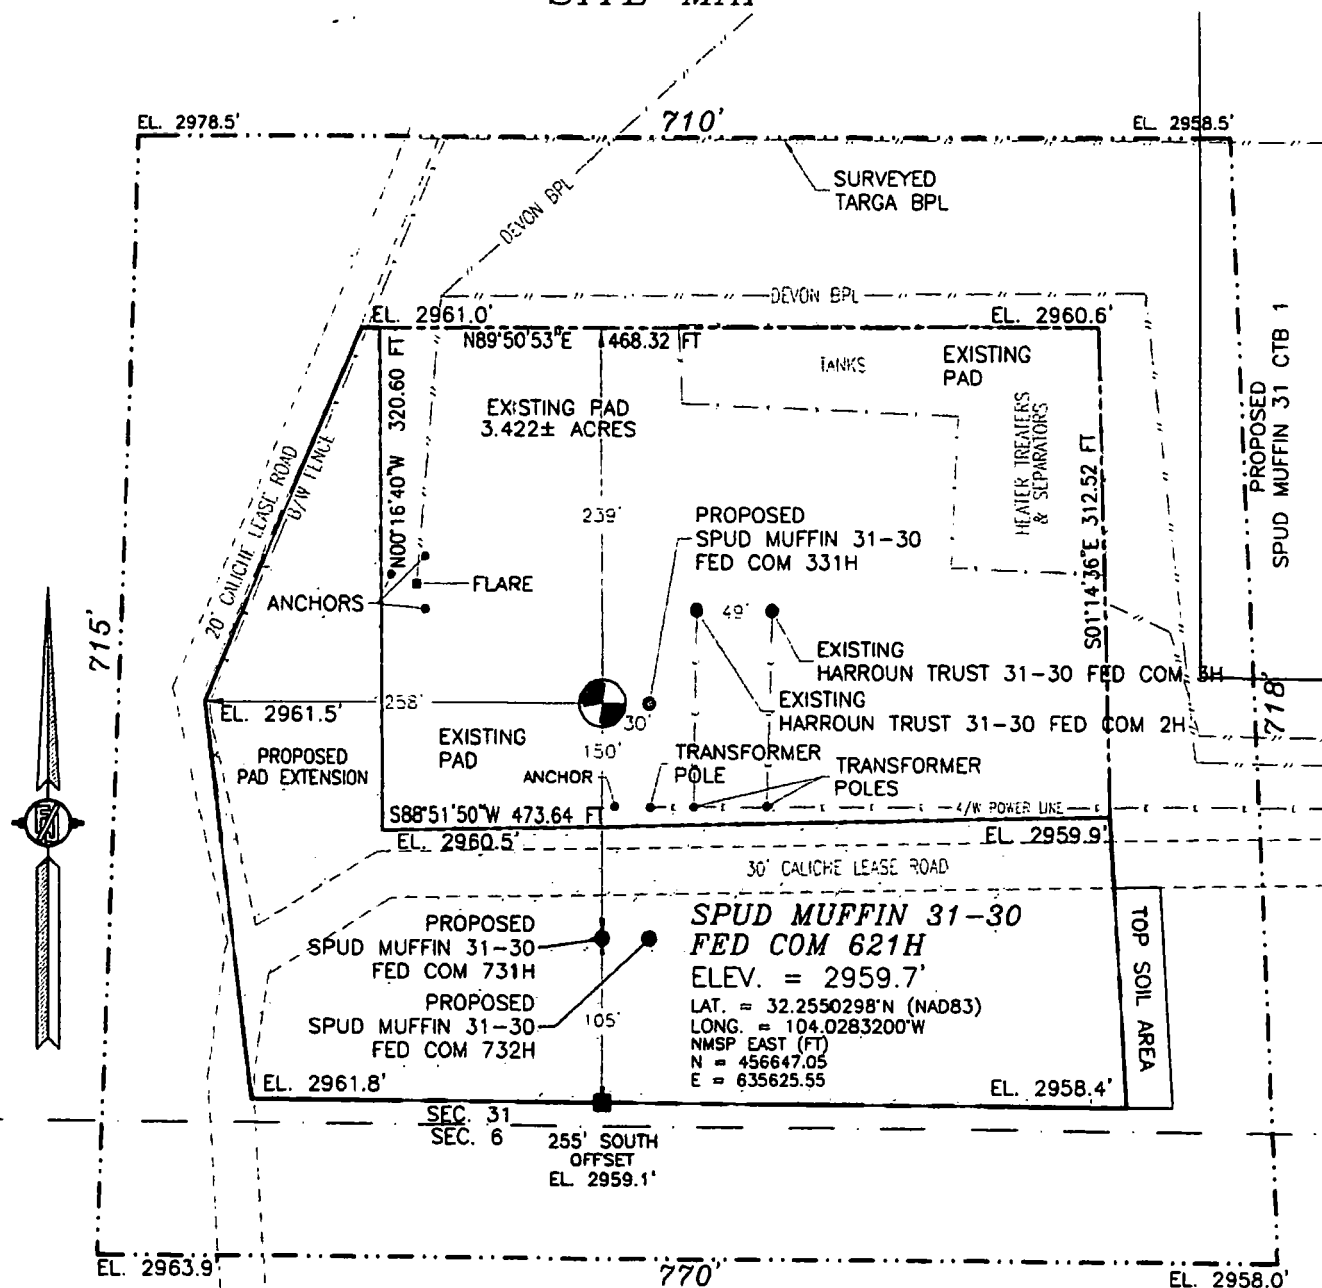 SITE MAP
EL. 2978.5'
710'
EL. 2958.5'
SURVEYED
TARGA BPL
DEVON BPL
DEVON BPL
EL. 2961.0'
EL. 2960.6'
N89°50'53"E 468.32 FT
TANKS
EXISTING
PAD
N00°16'40"W 320.60 FT
EXISTING PAD
3.422± ACRES
HEATER TREATERS
& SEPARATORS
S01°14'36"E 312.52 FT
PROPOSED
SPUD MUFFIN 31 CTB 1
20' CALICHE LEASE ROAD
B/W FENCE
239'
PROPOSED
SPUD MUFFIN 31-30
FED COM 331H
FLARE
ANCHORS
49'
715'
EXISTING
HARROUN TRUST 31-30 FED COM 3H
EXISTING
HARROUN TRUST 31-30 FED COM 2H
718'
EL. 2961.5'
258'
30'
150'
PROPOSED
PAD EXTENSION
EXISTING
PAD
ANCHOR
TRANSFORMER
POLE
TRANSFORMER
POLES
4/W POWER LINE
S88°51'50"W 473.64 FT
EL. 2960.5'
EL. 2959.9'
30' CALICHE LEASE ROAD
PROPOSED
SPUD MUFFIN 31-30
FED COM 731H
PROPOSED
SPUD MUFFIN 31-30
FED COM 732H
105'
SPUD MUFFIN 31-30
FED COM 621H
ELEV. = 2959.7'
LAT. = 32.2550298°N (NAD83)
LONG. = 104.0283200°W
NMSP EAST (FT)
N = 456647.05
E = 635625.55
TOP SOIL AREA
EL. 2961.8'
EL. 2958.4'
SEC. 31
SEC. 6
255' SOUTH
OFFSET
EL. 2959.1'
EL. 2963.9'
770'
EL. 2958.0'